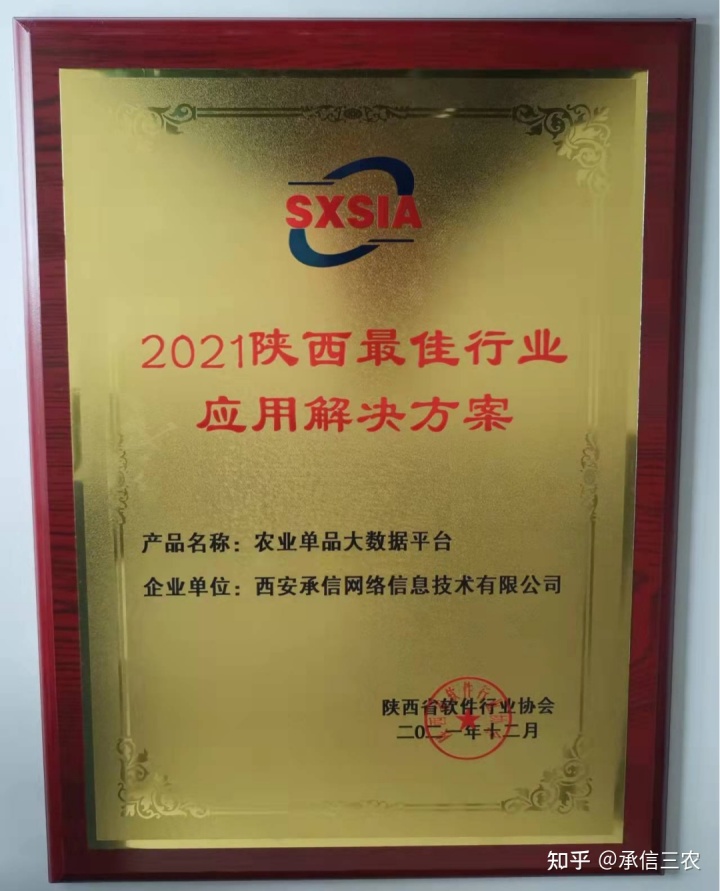 SXSIA
2021陕西最佳行业
应用解决方案
产品名称：农业单品大数据平台
企业单位：西安承信网络信息技术有限公司
陕西省软件行业协会
二〇二一年十二月
知乎 @承信三农